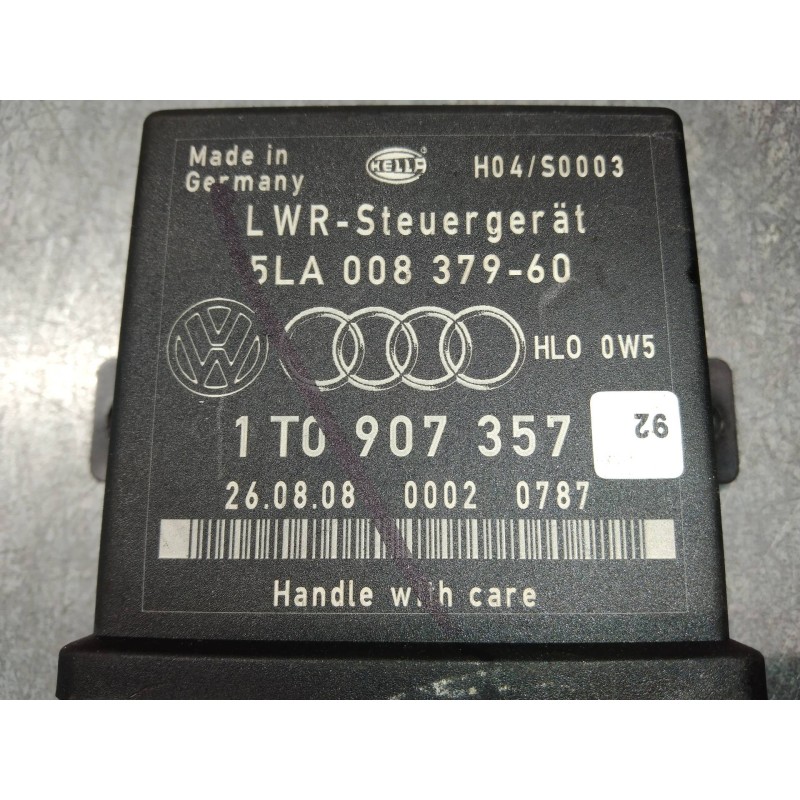 Made in
Germany
HELLA
®
H04/S0003
LWR-Steuergerät
5LA 008 379-60
HL0 0W5
1T0 907 357
92
26.08.08 0002 0787
Handle with care